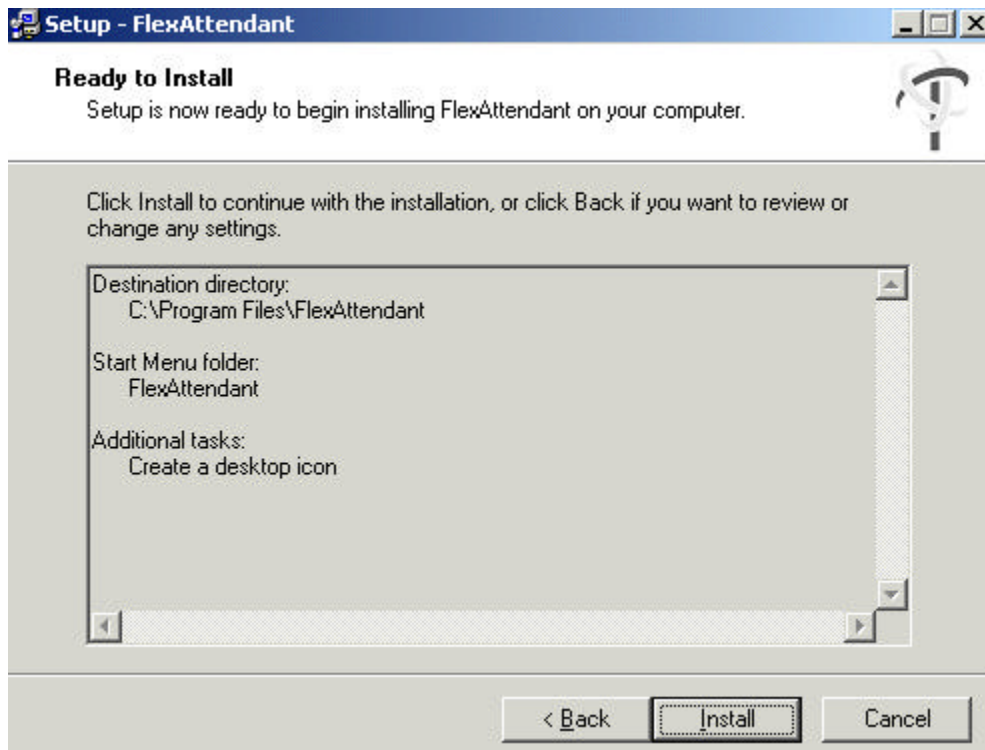 Setup - FlexAttendant
Ready to Install
Setup is now ready to begin installing FlexAttendant on your computer.
Click Install to continue with the installation, or click Back if you want to review or
change any settings.
Destination directory:
C:\Program Files\FlexAttendant
Start Menu folder:
FlexAttendant
Additional tasks:
Create a desktop icon
< Back
Install
Cancel